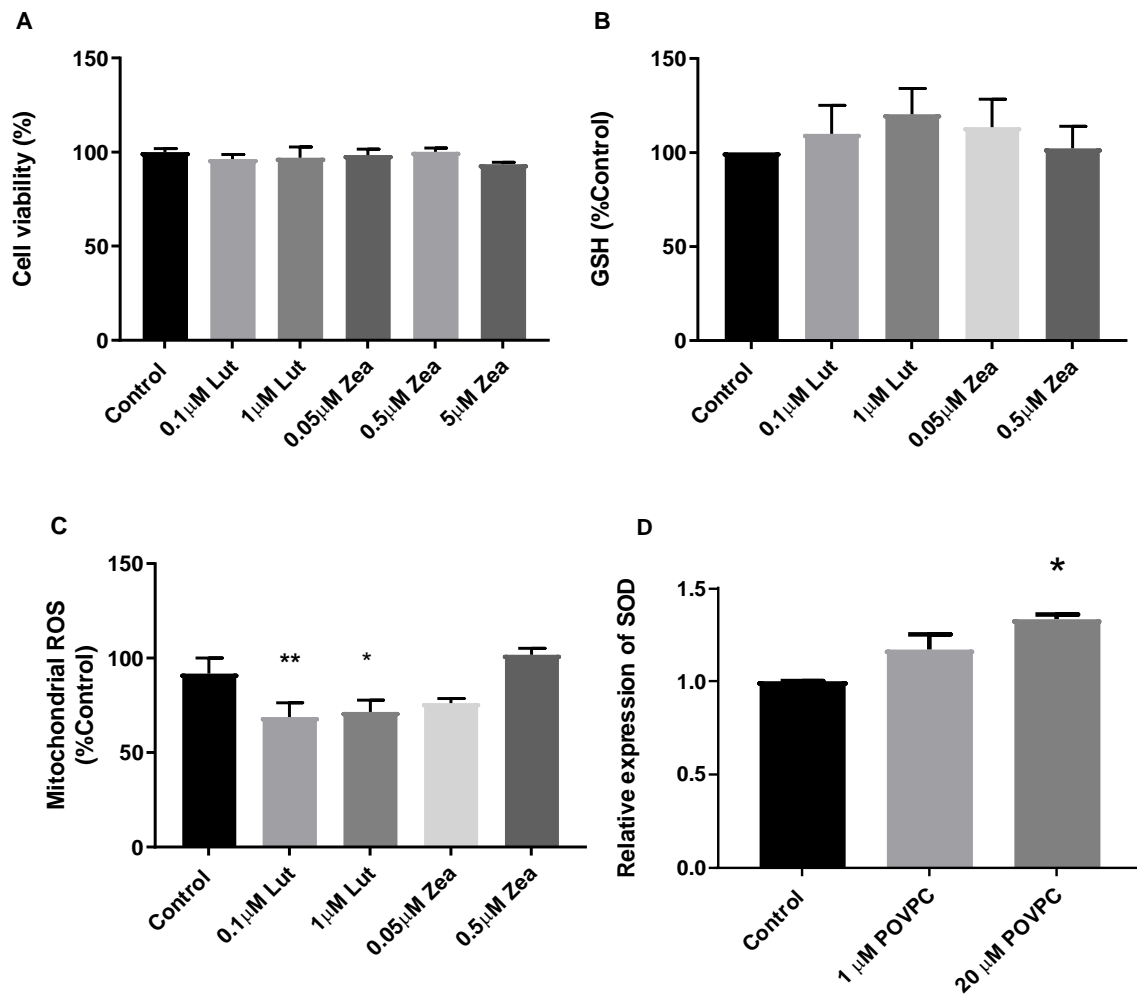 A
Cell viability (%)
150
100
50
0
Control
0.1μM Lut
1μM Lut
0.05μM Zea
0.5μM Zea
5μM Zea
B
GSH (%Control)
150
100
50
0
Control
0.1μM Lut
1μM Lut
0.05μM Zea
0.5μM Zea
C
Mitochondrial ROS
(%Control)
150
100
50
0
**
*
Control
0.1μM Lut
1μM Lut
0.05μM Zea
0.5μM Zea
D
Relative expression of SOD
1.5
1.0
0.5
0.0
*
Control
1 μM POVPC
20 μM POVPC